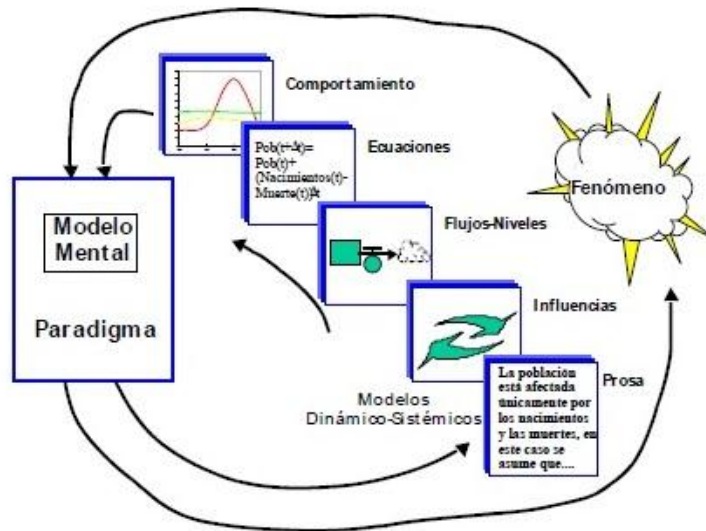 Comportamiento
Ecuaciones
Pob(t+Δt)=
Pob(t)+
(Nacimientos(t)-
Muerte(t))Δt
Fenómeno
Flujos-Niveles
Modelo
Mental
Paradigma
Influencias
Prosa
La población
está afectada
únicamente por
los nacimientos
y las muertes, en
este caso se
asume que....
Modelos
Dinámico-Sistémicos